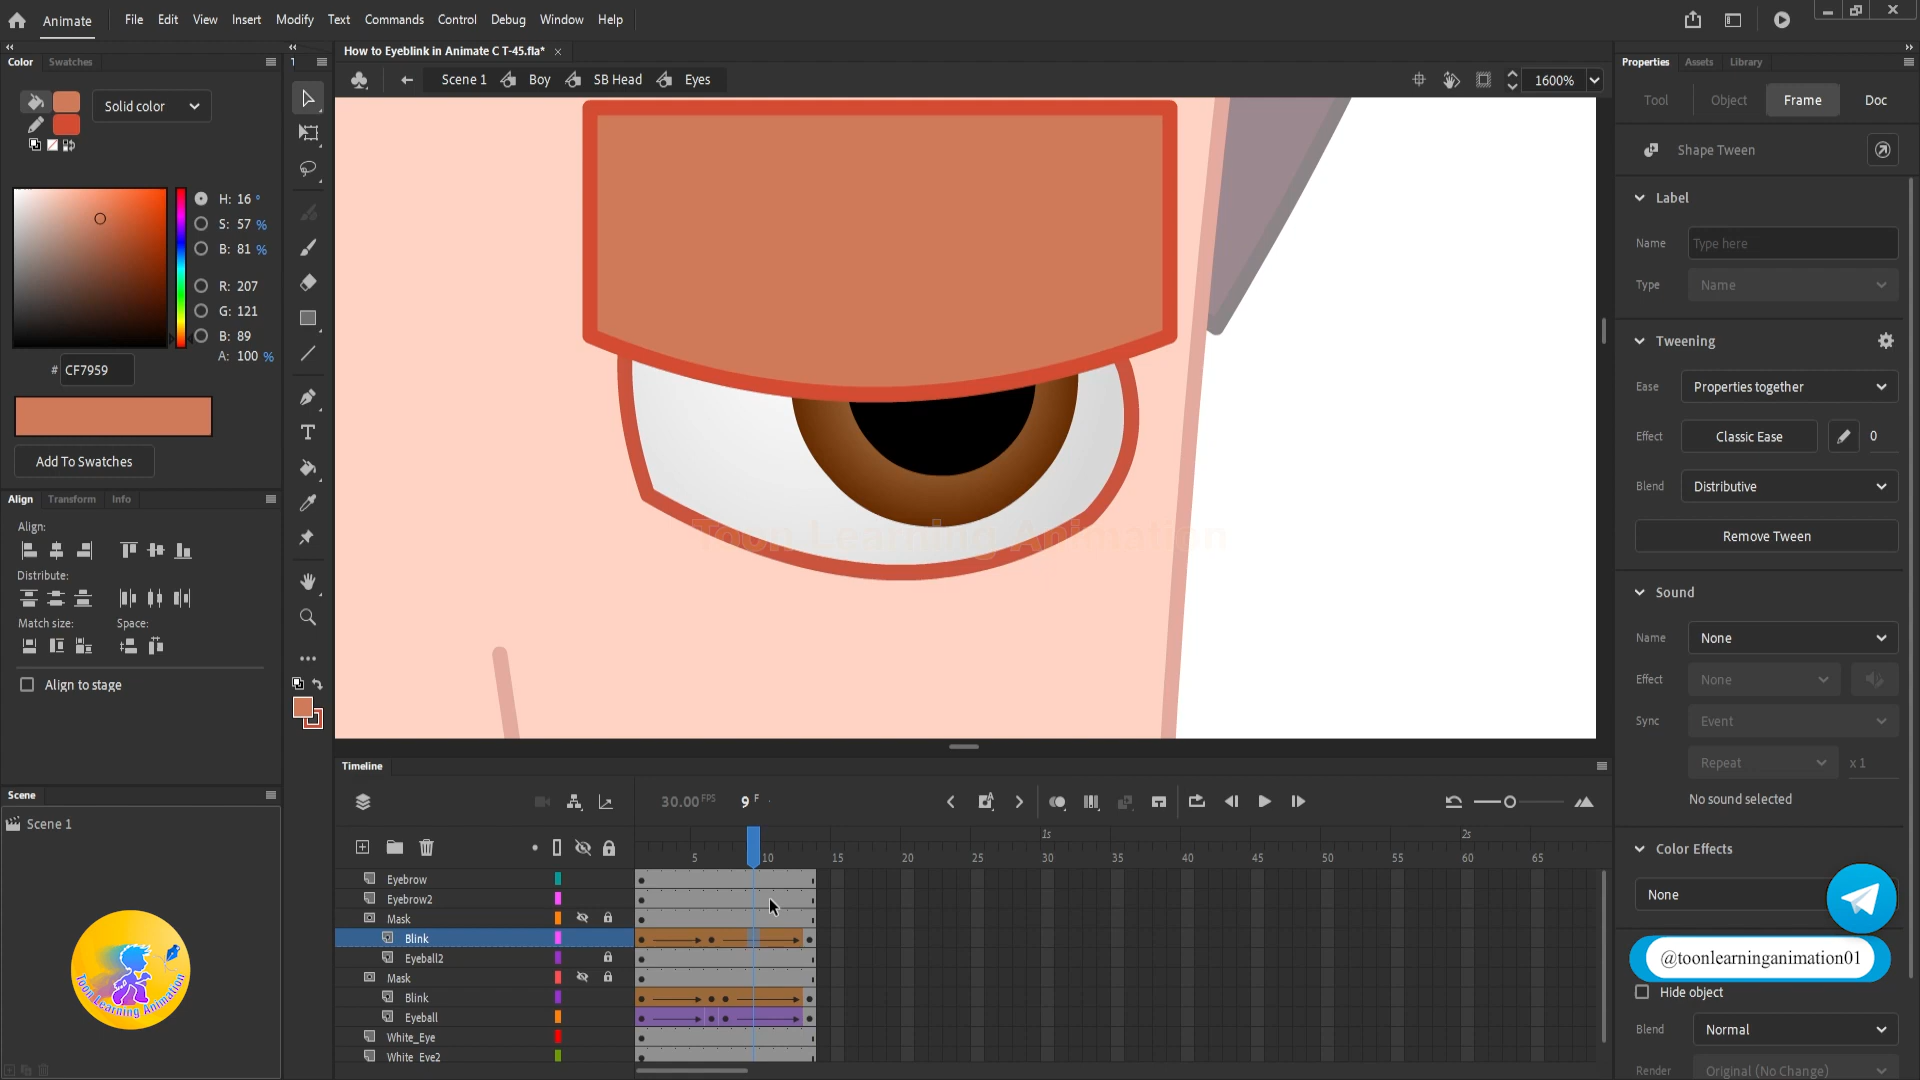 Animate
File Edit View Insert Modify Text Commands Control Debug Window Help
Color Swatches
How to Eyeblink in Animate C T-45.fla*
Properties Assets Library
Scene 1 Boy SB Head Eyes
1600%
Solid color
Tool Object Frame Doc
Shape Tween
H: 16 °
S: 57 %
B: 81 %
R: 207
G: 121
B: 89
A: 100 %
# CF7959
Add To Swatches
Label
Name Type here
Type Name
Tweening
Ease Properties together
Effect Classic Ease 0
Blend Distributive
Remove Tween
Align Transform Info
Align:
Distribute:
Match size: Space:
Align to stage
Toon Learning Animation
Sound
Name None
Effect None
Sync Event
Repeat x 1
No sound selected
Color Effects
None
@toonlearninganimation01
Hide object
Blend Normal
Render Original (No Change)
Scene
Scene 1
Toon Learning Animation
Timeline
30.00 FPS 9 F
1s 2s
5 10 15 20 25 30 35 40 45 50 55 60 65
Eyebrow
Eyebrow2
Mask
Blink
Eyeball2
Mask
Blink
Eyeball
White_Eye
White_Eye2